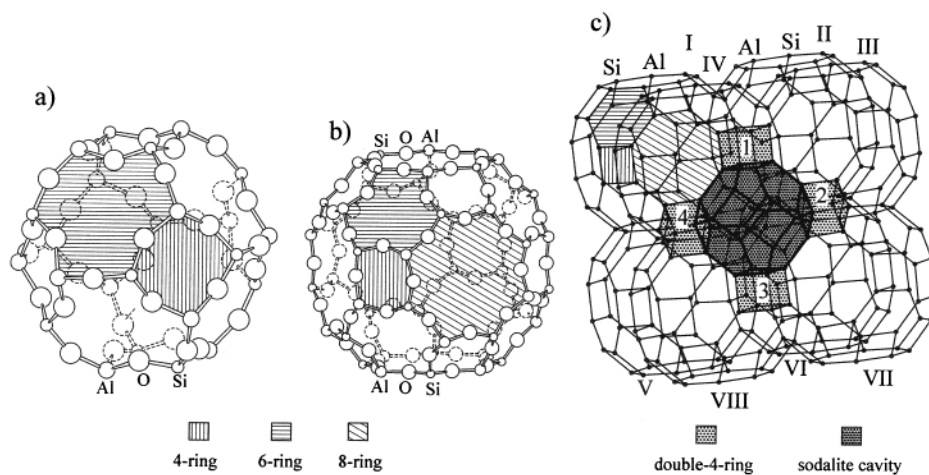 a)
Al O Si
b)
Si O Al
Al O Si
c)
Si Al I IV Al Si II III
1
2
4
3
V VIII VI VII
4-ring 6-ring 8-ring
double-4-ring sodalite cavity